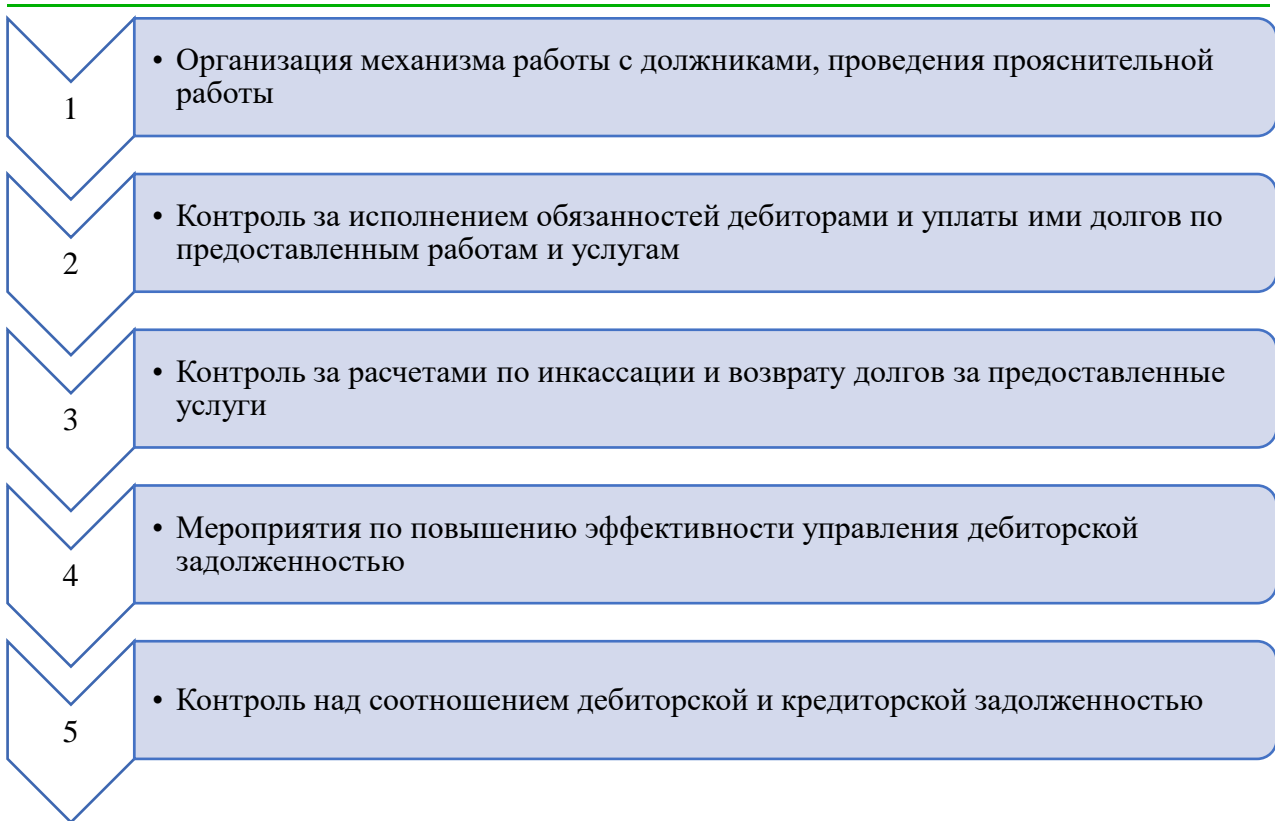 1
• Организация механизма работы с должниками, проведения прояснительной
работы
2
• Контроль за исполнением обязанностей дебиторами и уплаты ими долгов по
предоставленным работам и услугам
3
• Контроль за расчетами по инкассации и возврату долгов за предоставленные
услуги
4
• Мероприятия по повышению эффективности управления дебиторской
задолженностью
5
• Контроль над соотношением дебиторской и кредиторской задолженностью